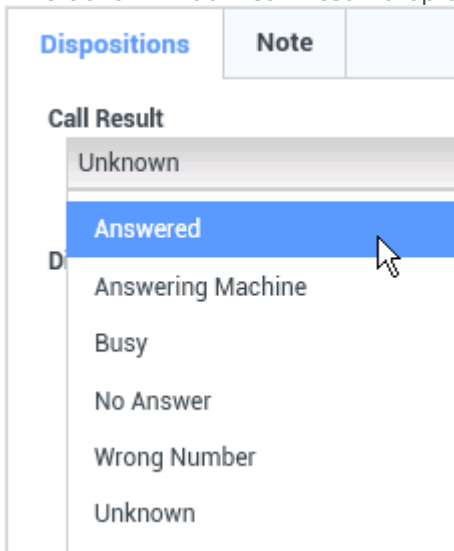 Dispositions Note
Call Result
Unknown
Answered
Answering Machine
Busy
No Answer
Wrong Number
Unknown